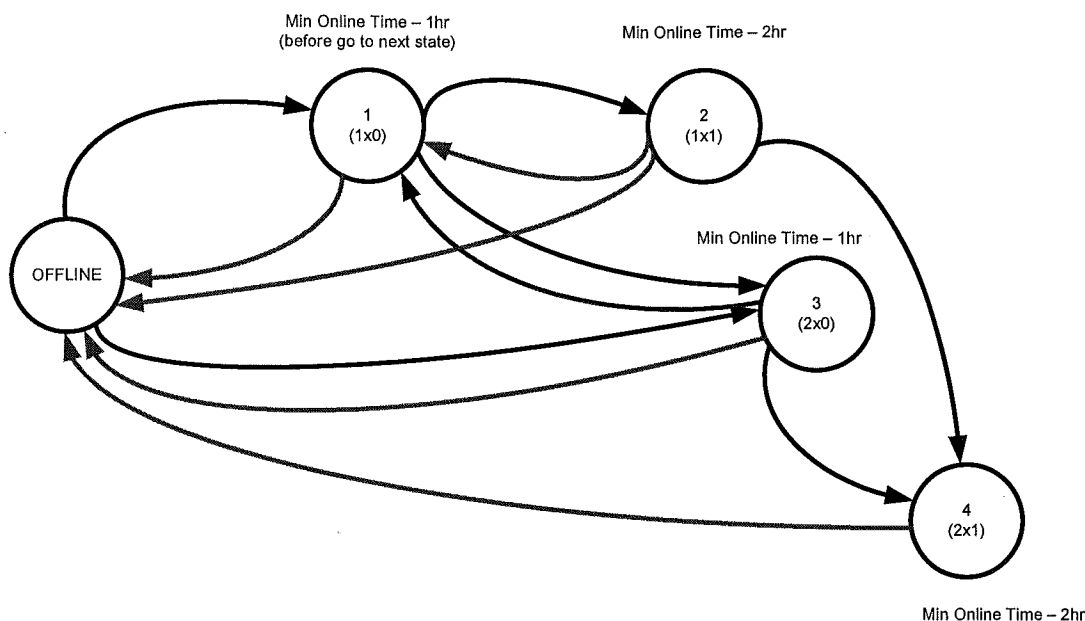 Min Online Time – 1hr
(before go to next state)
Min Online Time – 2hr
1
(1x0)
2
(1x1)
OFFLINE
Min Online Time – 1hr
3
(2x0)
4
(2x1)
Min Online Time – 2hr